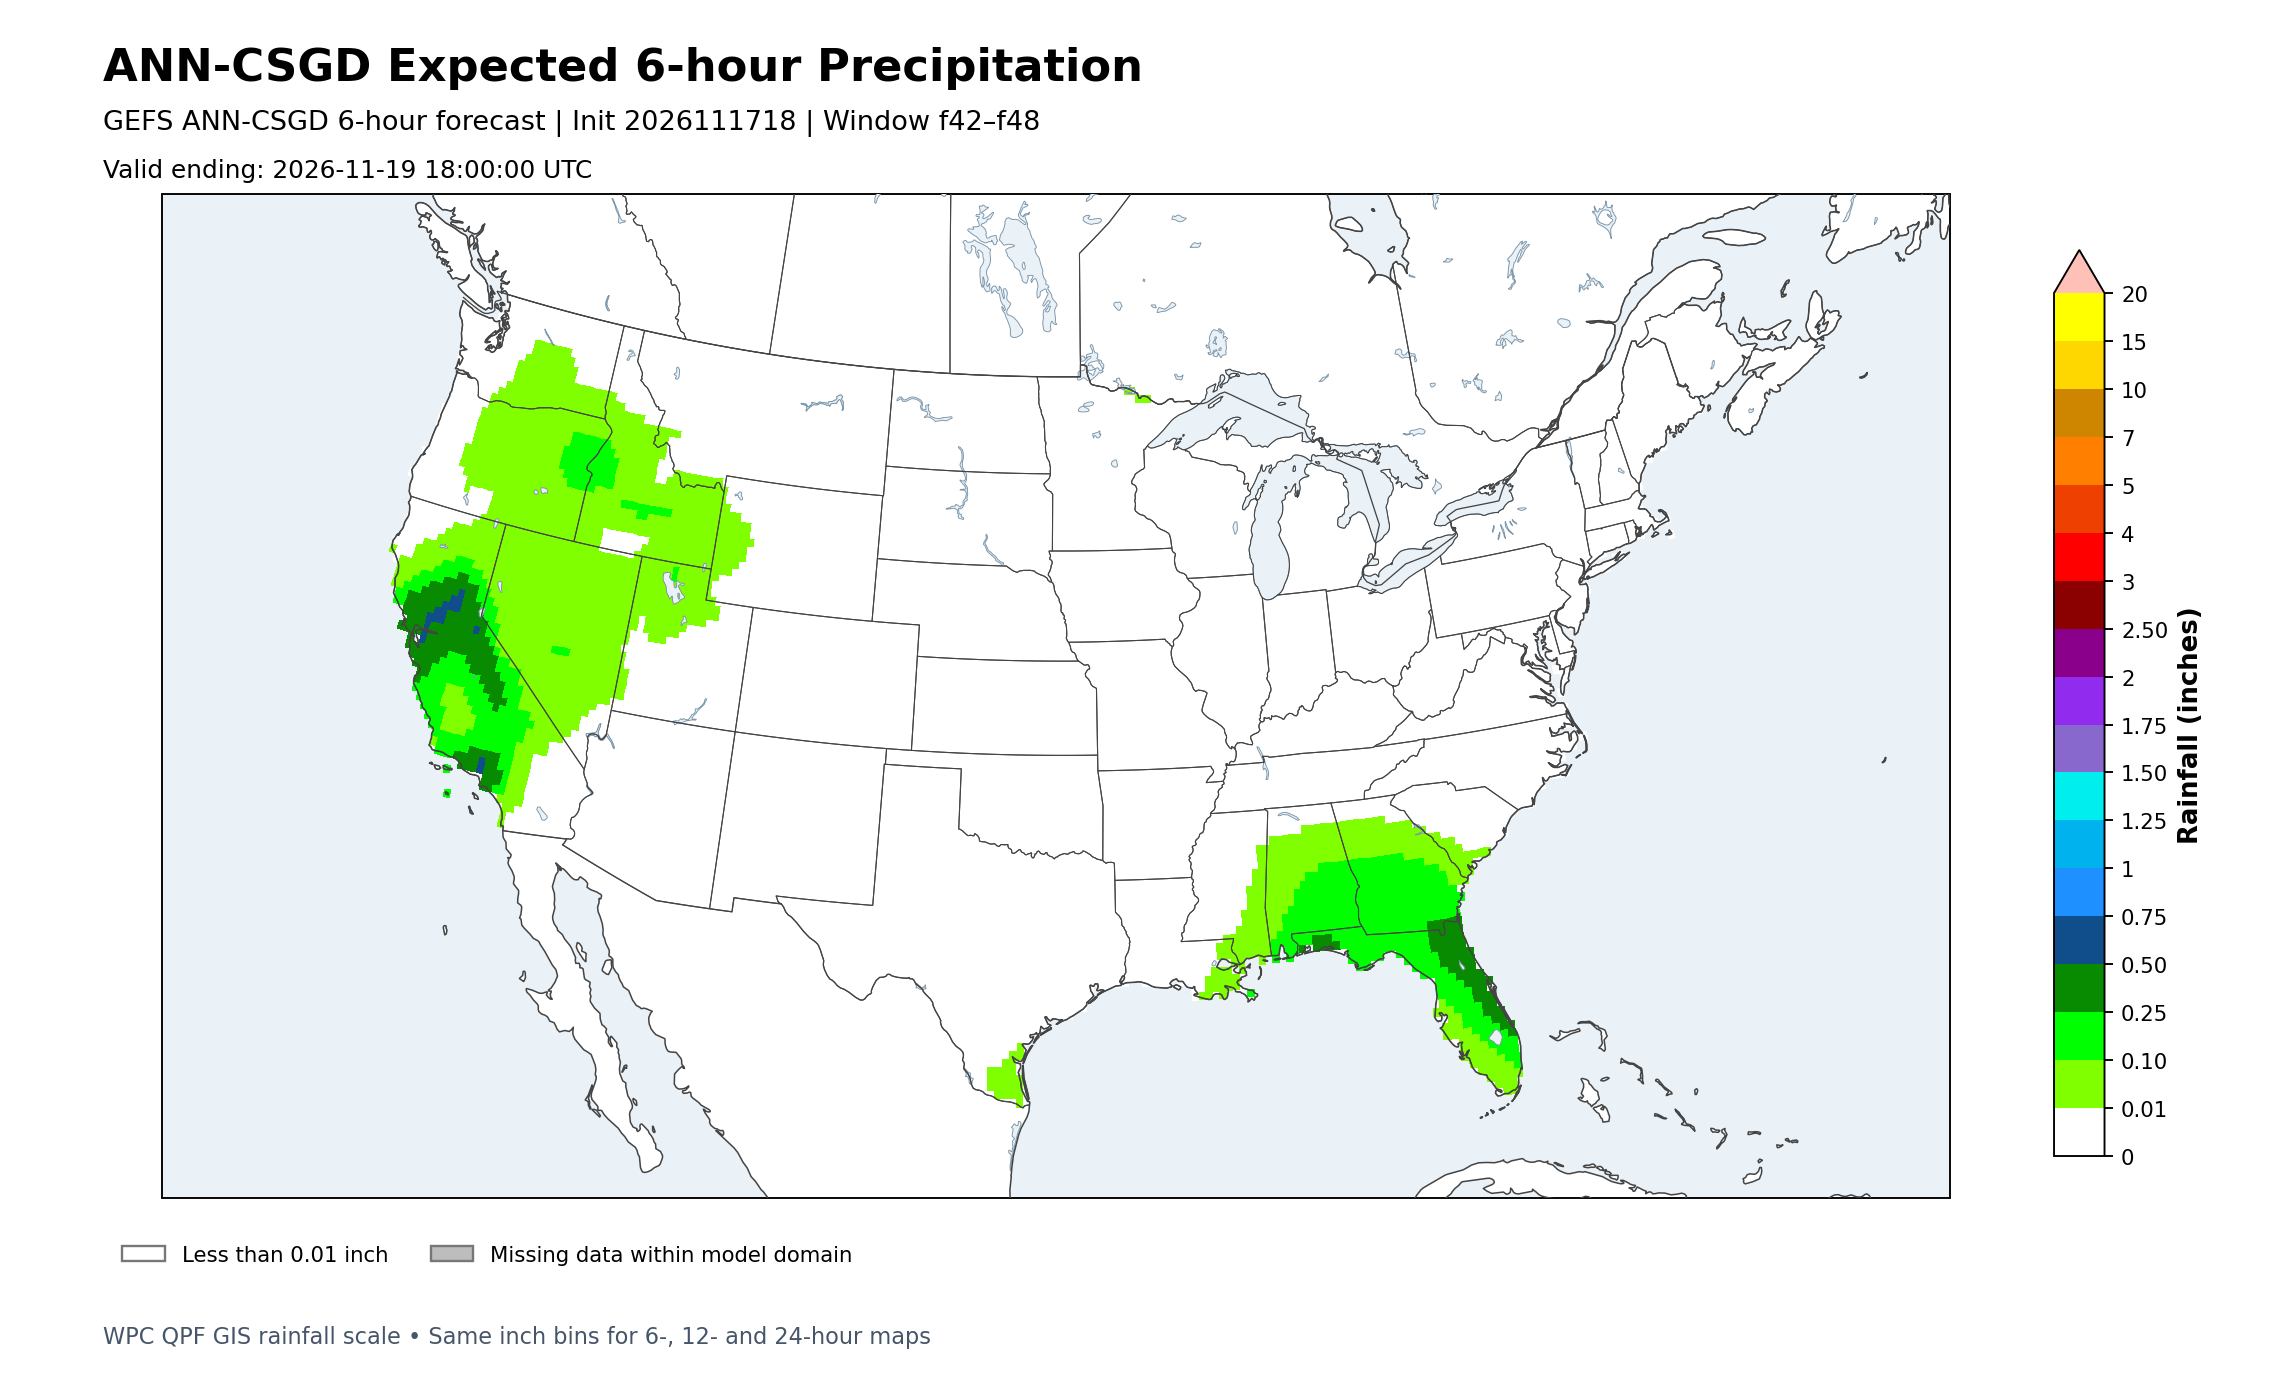 ANN-CSGD Expected 6-hour Precipitation
GEFS ANN-CSGD 6-hour forecast | Init 2026111718 | Window f42–f48
Valid ending: 2026-11-19 18:00:00 UTC
20
15
10
7
5
4
3
2.50
2
1.75
1.50
1.25
1
0.75
0.50
0.25
0.10
0.01
0
Rainfall (inches)
Less than 0.01 inch
Missing data within model domain
WPC QPF GIS rainfall scale • Same inch bins for 6-, 12- and 24-hour maps